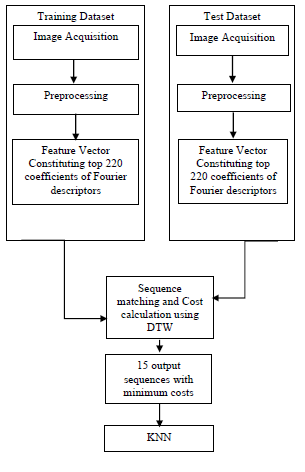 Training Dataset
Image Acquisition
Preprocessing
Feature Vector
Constituting top 220
coefficients of Fourier
descriptors
Test Dataset
Image Acquisition
Preprocessing
Feature Vector
Constituting top
220 coefficients of
Fourier descriptors
Sequence
matching and Cost
calculation using
DTW
15 output
sequences with
minimum costs
KNN